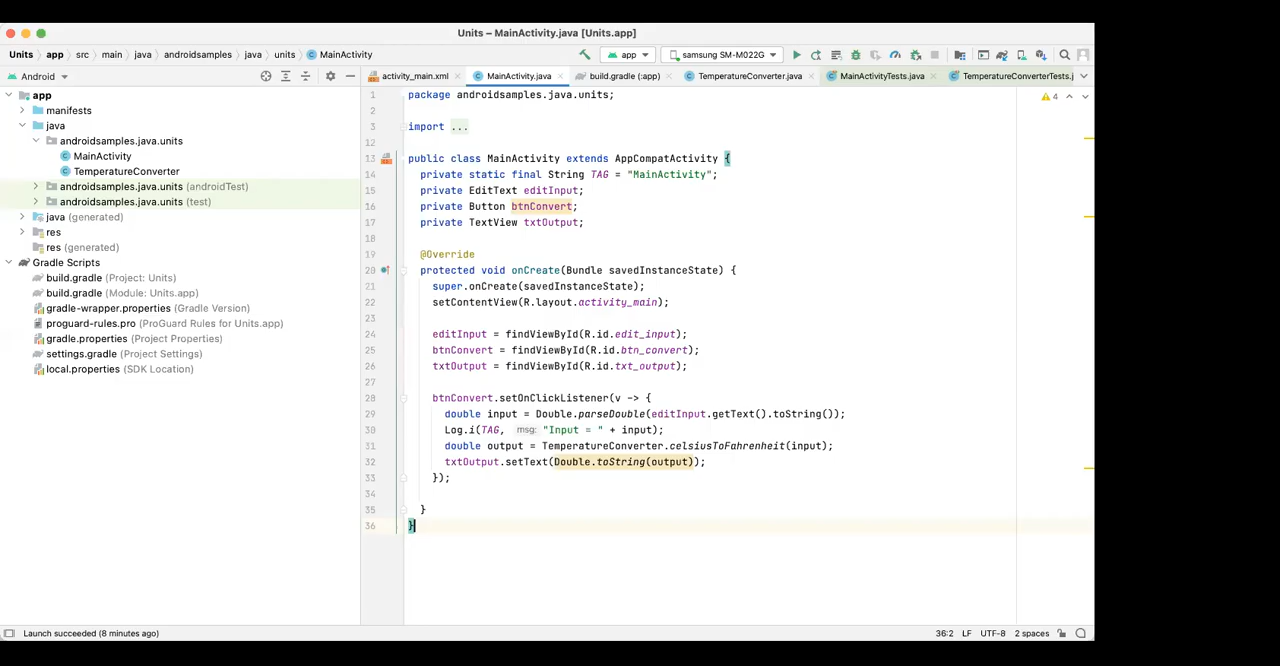 Units – MainActivity.java [Units.app]
Units app src main java androidsamples java units MainActivity app samsung SM-M022G
Android activity_main.xml MainActivity.java build.gradle (:app) TemperatureConverter.java MainActivityTests.java TemperatureConverterTests.j
app
manifests
java
androidsamples.java.units
MainActivity
TemperatureConverter
androidsamples.java.units (androidTest)
androidsamples.java.units (test)
java (generated)
res
res (generated)
Gradle Scripts
build.gradle (Project: Units)
build.gradle (Module: Units.app)
gradle-wrapper.properties (Gradle Version)
proguard-rules.pro (ProGuard Rules for Units.app)
gradle.properties (Project Properties)
settings.gradle (Project Settings)
local.properties (SDK Location)
4
1 package androidsamples.java.units;
2
3 import ...
12
13 public class MainActivity extends AppCompatActivity {
14 private static final String TAG = "MainActivity";
15 private EditText editInput;
16 private Button btnConvert;
17 private TextView txtOutput;
18
19 @Override
20 protected void onCreate(Bundle savedInstanceState) {
21 super.onCreate(savedInstanceState);
22 setContentView(R.layout.activity_main);
23
24 editInput = findViewById(R.id.edit_input);
25 btnConvert = findViewById(R.id.btn_convert);
26 txtOutput = findViewById(R.id.txt_output);
27
28 btnConvert.setOnClickListener(v -> {
29 double input = Double.parseDouble(editInput.getText().toString());
30 Log.i(TAG, msg: "Input = " + input);
31 double output = TemperatureConverter.celsiusToFahrenheit(input);
32 txtOutput.setText(Double.toString(output));
33 });
34
35 }
36 }
Launch succeeded (8 minutes ago) 36:2 LF UTF-8 2 spaces